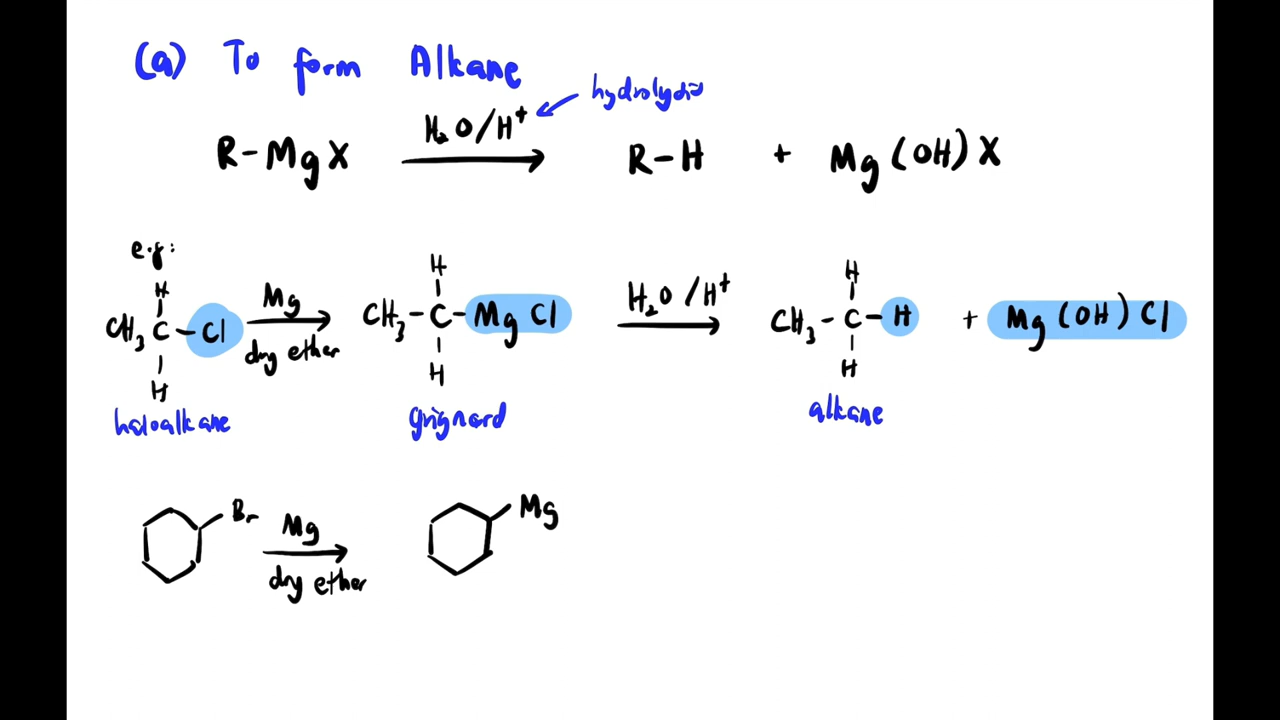 (a) To form Alkane
hydrolysis
H2O/H+
R-MgX → R-H + Mg(OH)X
e.g:
H H H
Mg H2O/H+
CH3 C-Cl → CH3-C-MgCl → CH3-C-H + Mg(OH)Cl
dry ether
H H H
haloalkane grignard alkane
Br Mg
Mg
dry ether